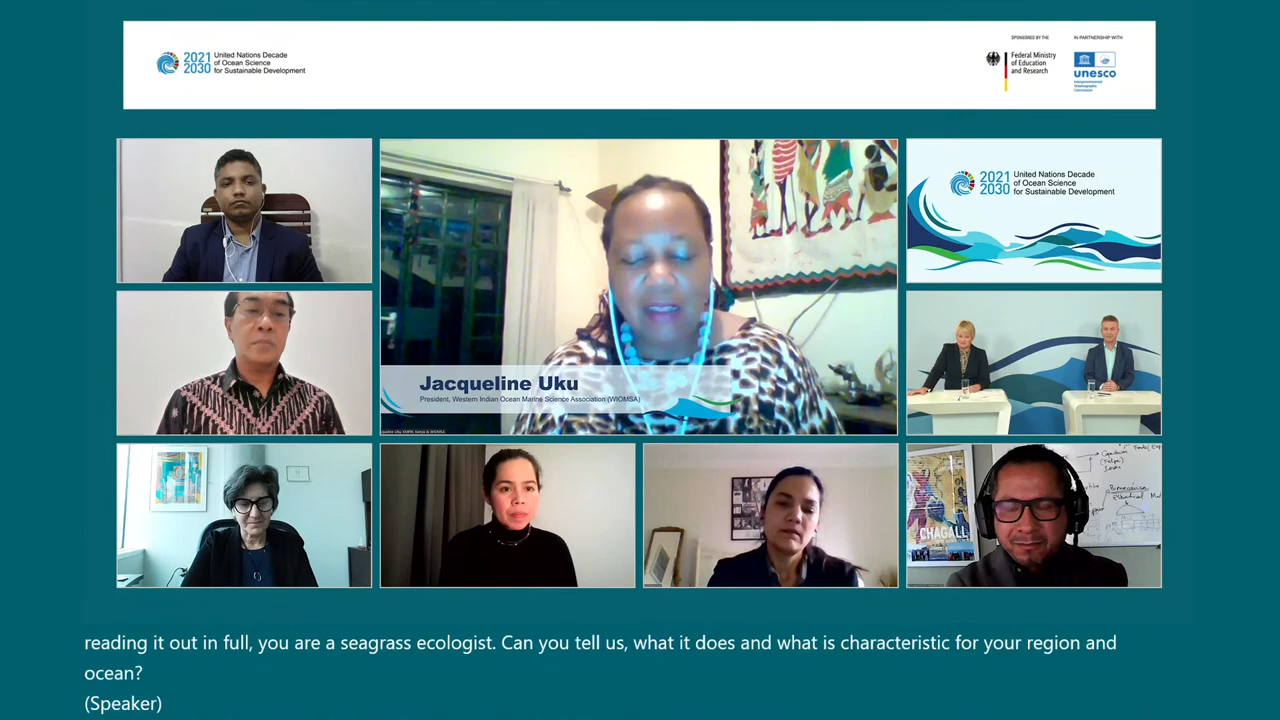 2021
2030
United Nations Decade
of Ocean Science
for Sustainable Development
SPONSORED BY THE
Federal Ministry
of Education
and Research
IN PARTNERSHIP WITH
unesco
Intergovernmental
Oceanographic
Commission
2021
2030
United Nations Decade
of Ocean Science
for Sustainable Development
Jacqueline Uku
President, Western Indian Ocean Marine Science Association (WIOMSA)
CHAGALL
reading it out in full, you are a seagrass ecologist. Can you tell us, what it does and what is characteristic for your region and
ocean?
(Speaker)